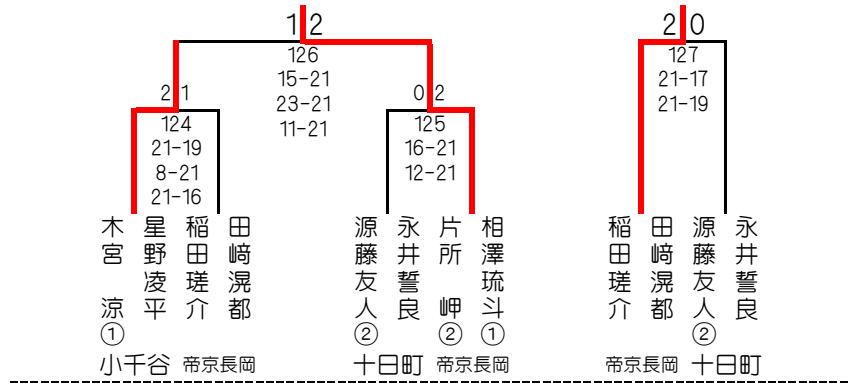 1 2
126
15-21
23-21
11-21
2 1
124
21-19
8-21
21-16
0 2
125
16-21
12-21
2 0
127
21-17
21-19
木宮 涼①
星野凌平
稲田瑳介
田﨑滉都
源藤友人②
永井誓良
片所 岬②
相澤琉斗①
稲田瑳介
田﨑滉都
源藤友人②
永井誓良
小千谷 帝京長岡 十日町 帝京長岡 帝京長岡 十日町